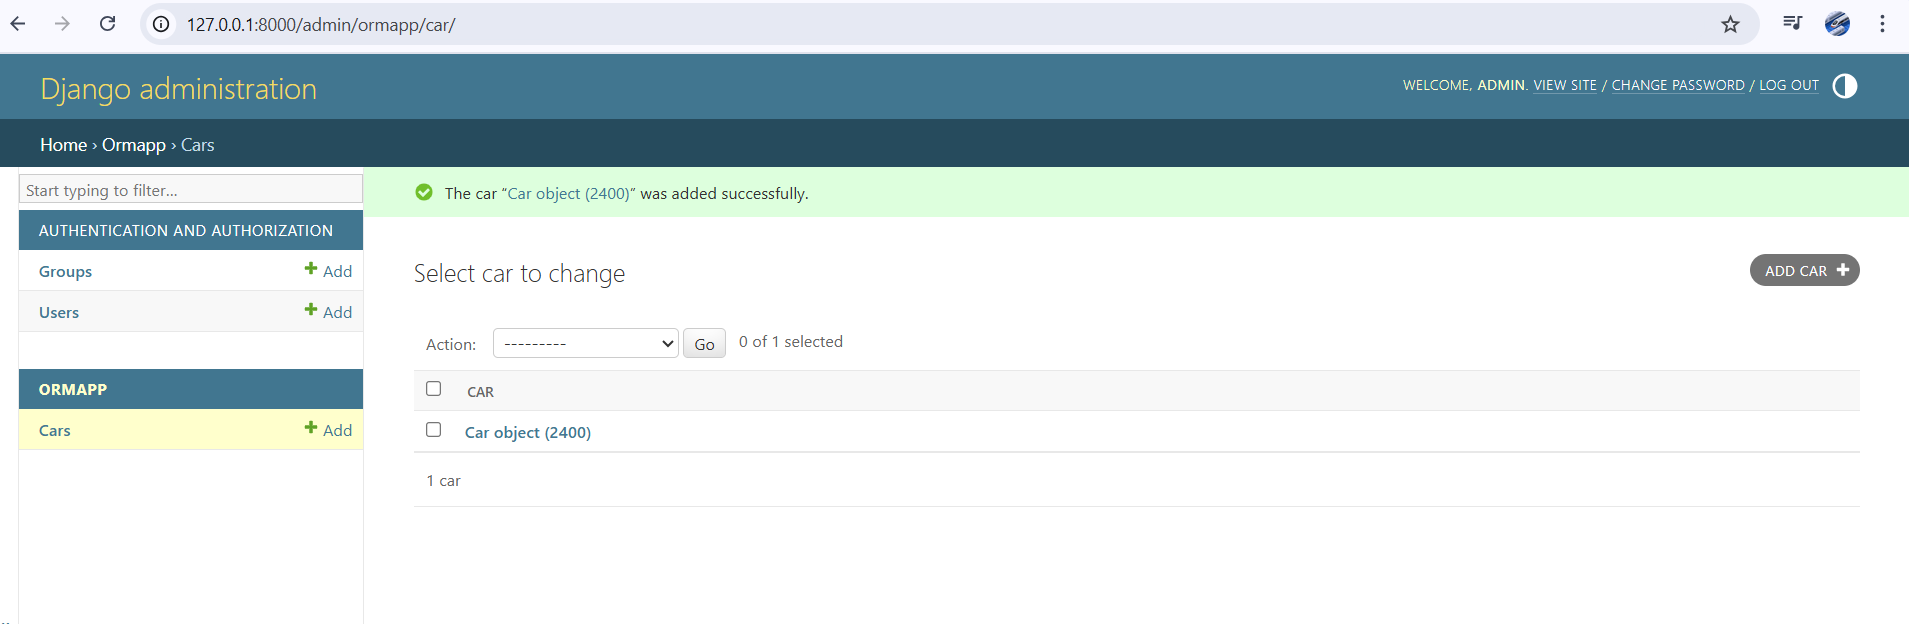 127.0.0.1:8000/admin/ormapp/car/
Django administration
WELCOME, ADMIN. VIEW SITE / CHANGE PASSWORD / LOG OUT
Home › Ormapp › Cars
Start typing to filter...
The car “Car object (2400)” was added successfully.
AUTHENTICATION AND AUTHORIZATION
Groups Add
Users Add
ORMAPP
Cars Add
Select car to change
ADD CAR
Action: --------- Go 0 of 1 selected
CAR
Car object (2400)
1 car